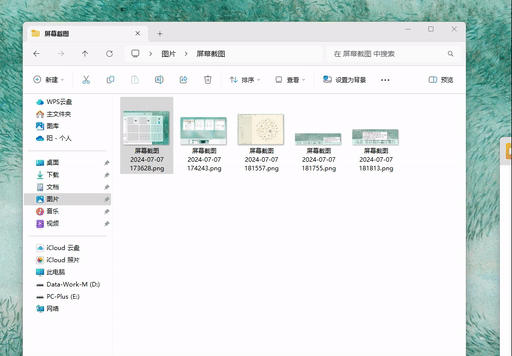 屏幕截图
图片
屏幕截图
在 屏幕截图 中搜索
新建
排序
查看
设置为背景
预览
WPS云盘
主文件夹
图库
阳 - 个人
桌面
下载
文档
图片
音乐
视频
iCloud 云盘
iCloud 照片
此电脑
Data-Work-M (D:)
PC-Plus (E:)
网络
屏幕截图
2024-07-07
173628.png
屏幕截图
2024-07-07
174243.png
屏幕截图
2024-07-07
181557.png
屏幕截图
2024-07-07
181755.png
屏幕截图
2024-07-07
181813.png